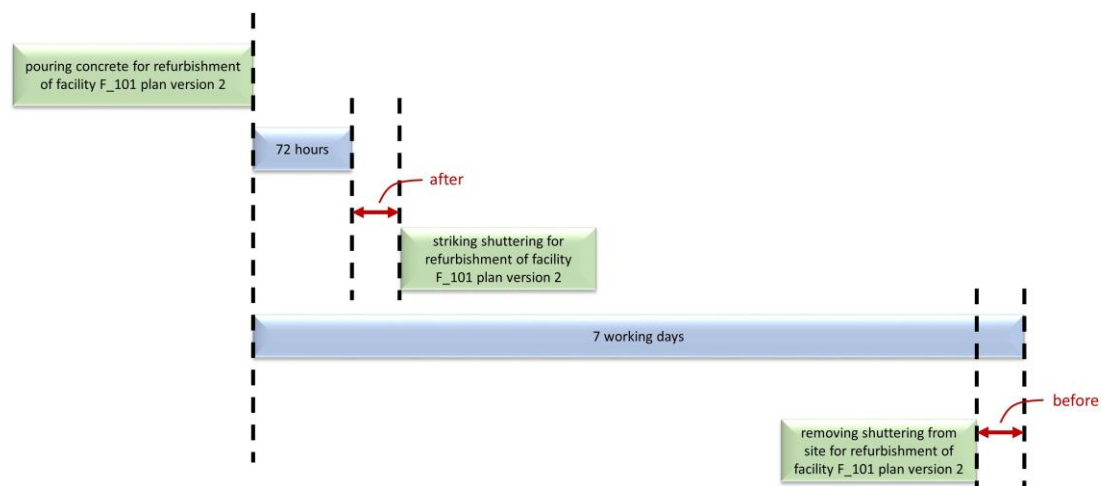 pouring concrete for refurbishment
of facility F_101 plan version 2
72 hours
after
striking shuttering for
refurbishment of facility
F_101 plan version 2
7 working days
before
removing shuttering from
site for refurbishment of
facility F_101 plan version 2